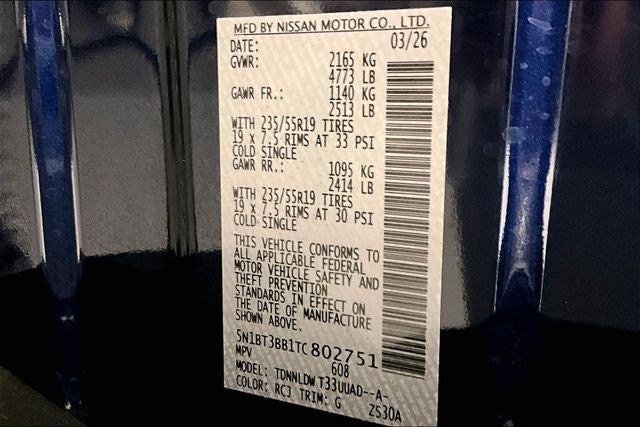 MFD BY NISSAN MOTOR CO., LTD.
DATE: 03/26
GVWR: 2165 KG
4773 LB
GAWR FR.: 1140 KG
2513 LB
WITH 235/55R19 TIRES
19 x 7.5 RIMS AT 33 PSI
COLD SINGLE
GAWR RR.: 1095 KG
2414 LB
WITH 235/55R19 TIRES
19 x 7.5 RIMS AT 30 PSI
COLD SINGLE
THIS VEHICLE CONFORMS TO
ALL APPLICABLE FEDERAL
MOTOR VEHICLE SAFETY AND
THEFT PREVENTION
STANDARDS IN EFFECT ON
THE DATE OF MANUFACTURE
SHOWN ABOVE.
5N1BT3BB1TC802751
MPV 608
MODEL: TDNNLDWT33UUAD--A-
COLOR: RCJ TRIM: G ZS30A